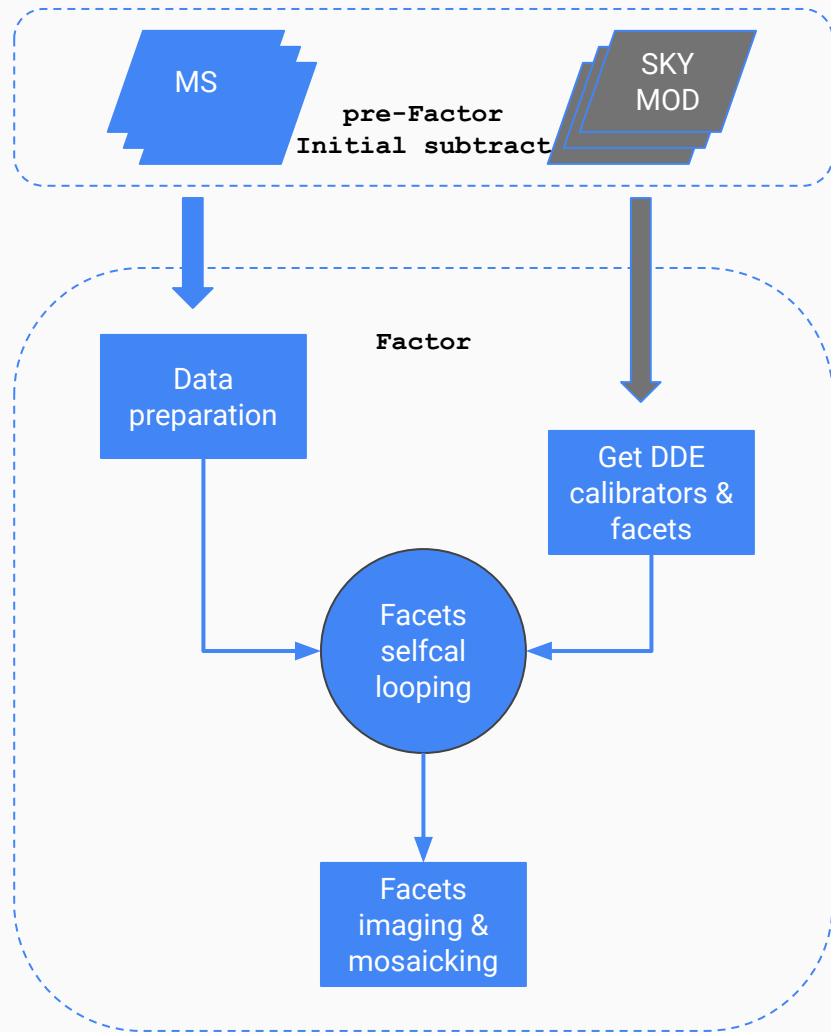 MS
SKY
MOD
pre-Factor
Initial subtract
Factor
Data
preparation
Get DDE
calibrators &
facets
Facets
selfcal
looping
Facets
imaging &
mosaicking